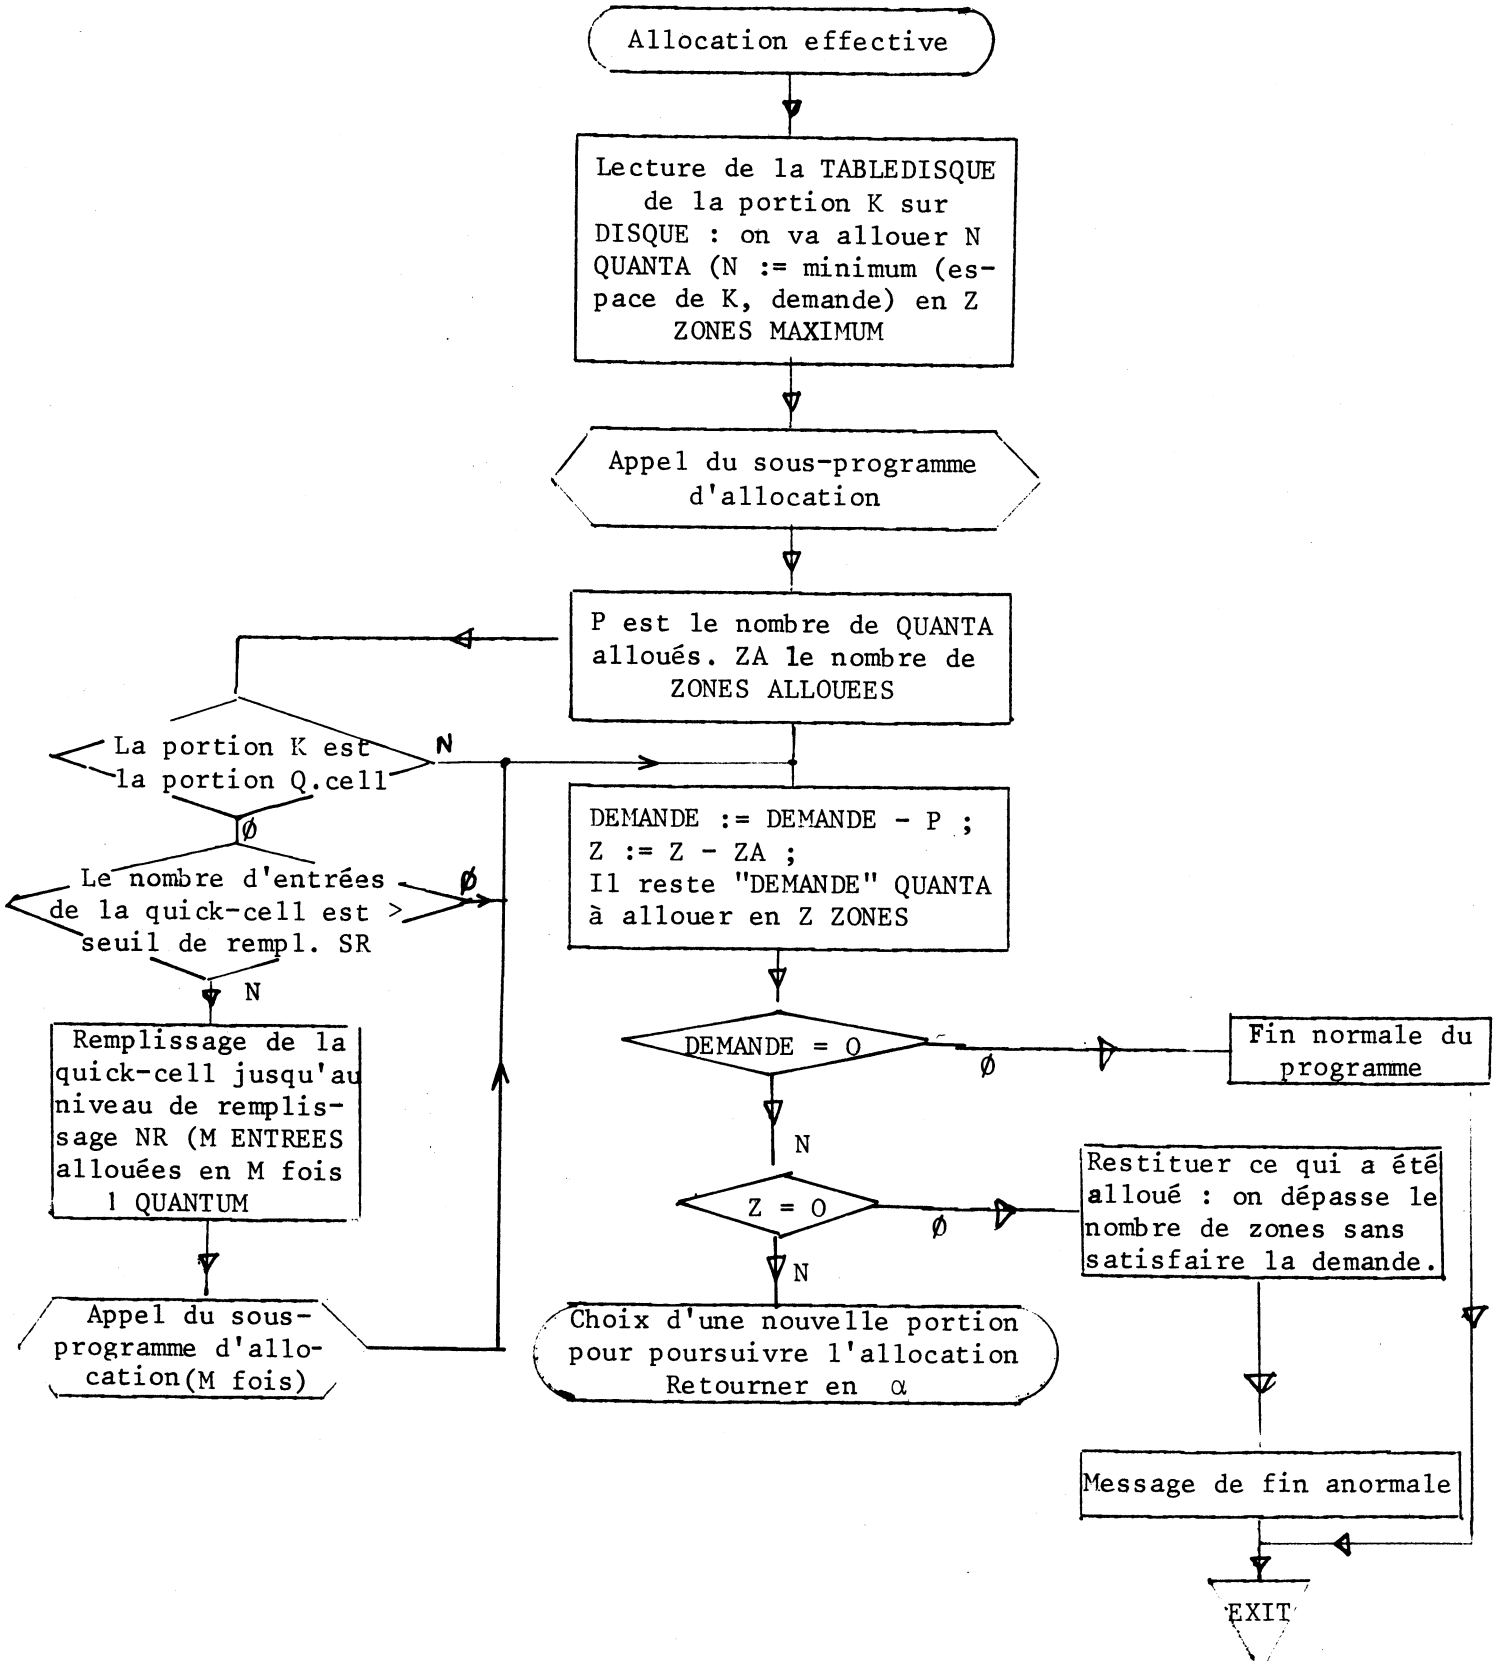 Allocation effective
Lecture de la TABLEDISQUE
de la portion K sur
DISQUE : on va allouer N
QUANTA (N := minimum (es-
pace de K, demande) en Z
ZONES MAXIMUM
Appel du sous-programme
d'allocation
P est le nombre de QUANTA
alloués. ZA le nombre de
ZONES ALLOUEES
La portion K est
la portion Q.cell
N
Ø
Le nombre d'entrées
de la quick-cell est >
seuil de rempl. SR
Ø
N
Remplissage de la
quick-cell jusqu'au
niveau de remplis-
sage NR (M ENTREES
allouées en M fois
1 QUANTUM
Appel du sous-
programme d'allo-
cation(M fois)
DEMANDE := DEMANDE - P ;
Z := Z - ZA ;
Il reste "DEMANDE" QUANTA
à allouer en Z ZONES
DEMANDE = O
Ø
Fin normale du
programme
N
Z = O
Ø
Restituer ce qui a été
alloué : on dépasse le
nombre de zones sans
satisfaire la demande.
N
Choix d'une nouvelle portion
pour poursuivre l'allocation
Retourner en α
Message de fin anormale
EXIT